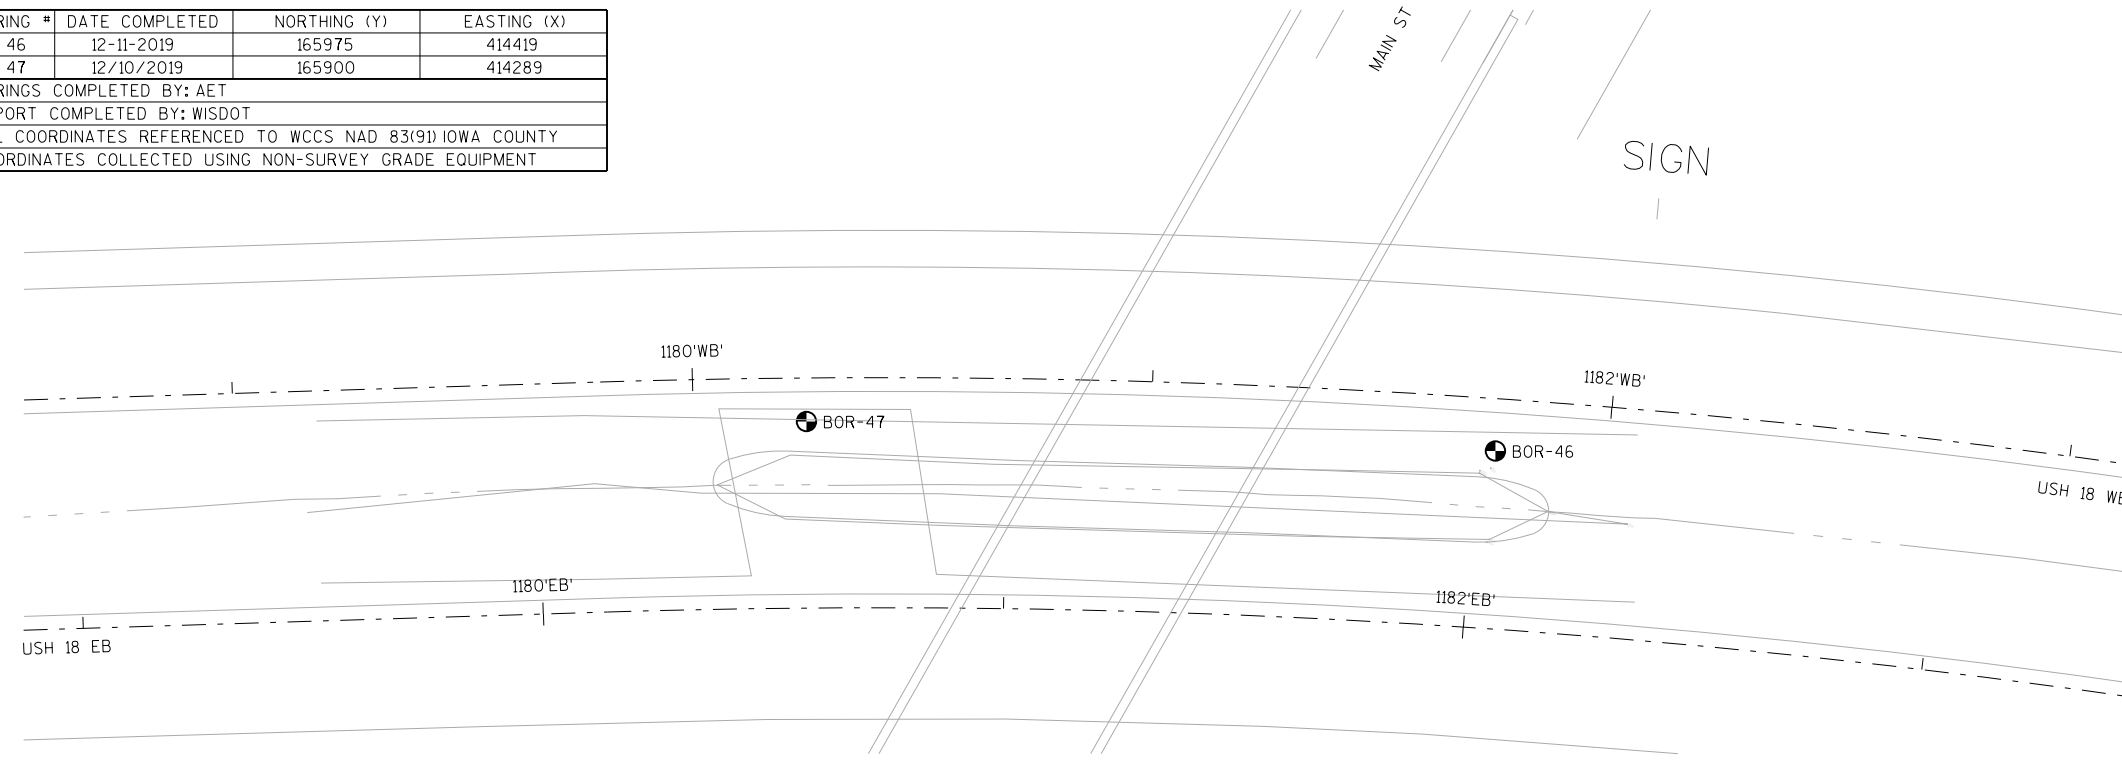 RING # DATE COMPLETED NORTHING (Y) EASTING (X)
46 12-11-2019 165975 414419
47 12/10/2019 165900 414289
RINGS COMPLETED BY: AET
PORT COMPLETED BY: WISDOT
COORDINATES REFERENCED TO WCCS NAD 83(91) IOWA COUNTY
ORDINATES COLLECTED USING NON-SURVEY GRADE EQUIPMENT
MAIN ST
SIGN
1180'WB'
1182'WB'
BOR-47
BOR-46
USH 18 WB
1180'EB'
1182'EB'
USH 18 EB